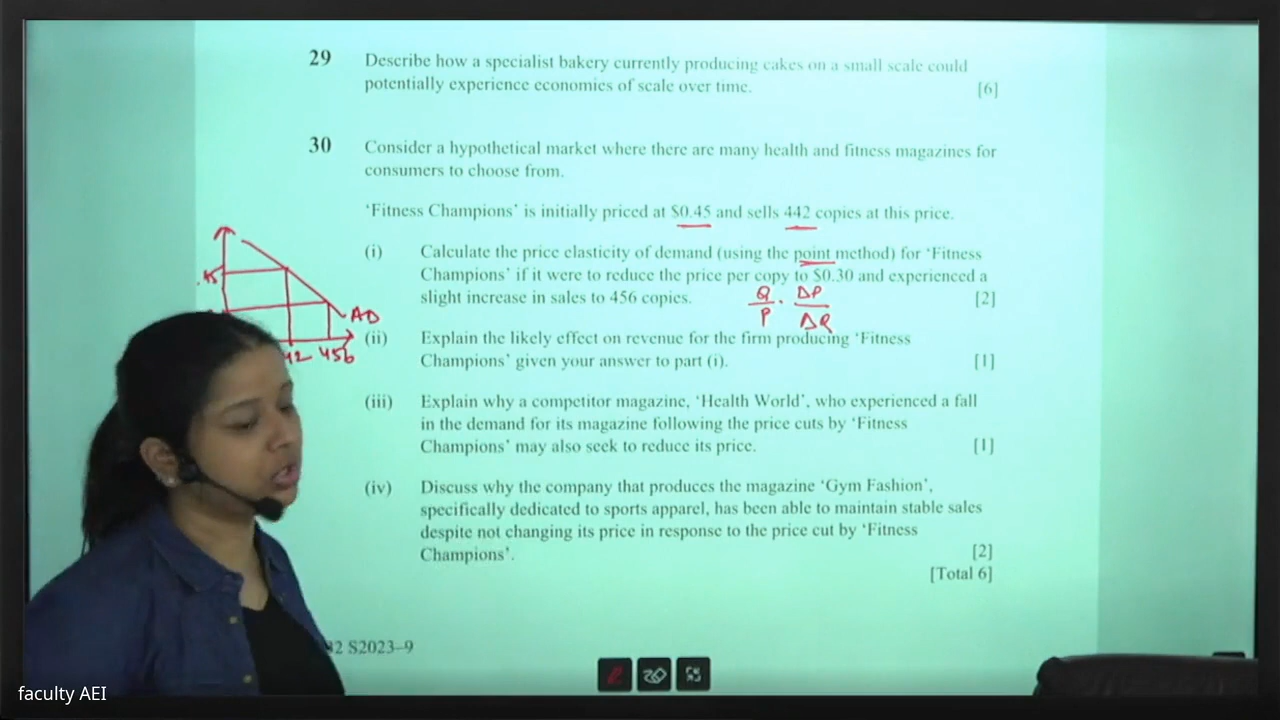 29 Describe how a specialist bakery currently producing cakes on a small scale could
potentially experience economies of scale over time. [6]
30 Consider a hypothetical market where there are many health and fitness magazines for
consumers to choose from.
‘Fitness Champions’ is initially priced at $0.45 and sells 442 copies at this price.
(i) Calculate the price elasticity of demand (using the point method) for ‘Fitness
Champions’ if it were to reduce the price per copy to $0.30 and experienced a
slight increase in sales to 456 copies. [2]
Q/P · ΔP/ΔQ
.45
AD
42 456
(ii) Explain the likely effect on revenue for the firm producing ‘Fitness
Champions’ given your answer to part (i). [1]
(iii) Explain why a competitor magazine, ‘Health World’, who experienced a fall
in the demand for its magazine following the price cuts by ‘Fitness
Champions’ may also seek to reduce its price. [1]
(iv) Discuss why the company that produces the magazine ‘Gym Fashion’,
specifically dedicated to sports apparel, has been able to maintain stable sales
despite not changing its price in response to the price cut by ‘Fitness
Champions’. [2]
[Total 6]
2 S2023–9
faculty AEI